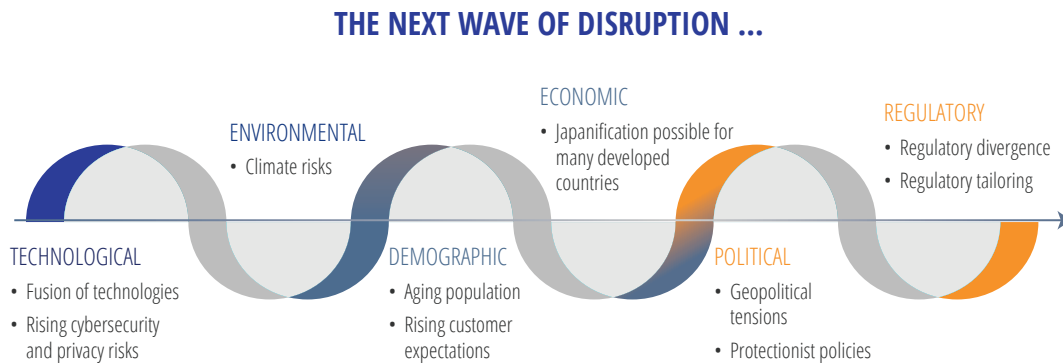 THE NEXT WAVE OF DISRUPTION ...
TECHNOLOGICAL
• Fusion of technologies
• Rising cybersecurity
and privacy risks
ENVIRONMENTAL
• Climate risks
DEMOGRAPHIC
• Aging population
• Rising customer
expectations
ECONOMIC
• Japanification possible for
many developed
countries
POLITICAL
• Geopolitical
tensions
• Protectionist policies
REGULATORY
• Regulatory divergence
• Regulatory tailoring